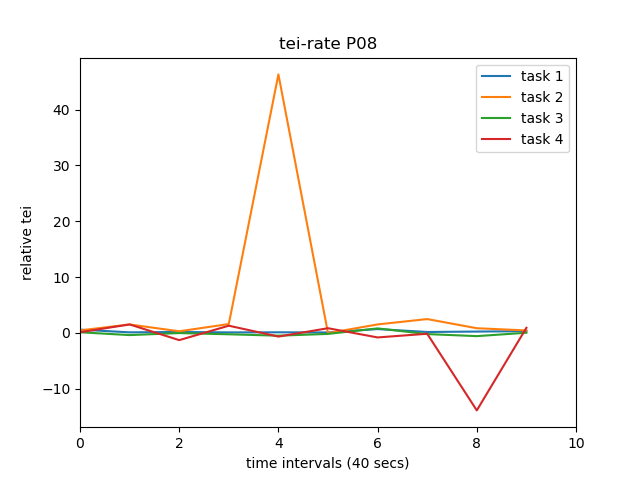 tei-rate P08
task 1
task 2
task 3
task 4
40
30
20
10
0
−10
relative tei
0 2 4 6 8 10
time intervals (40 secs)